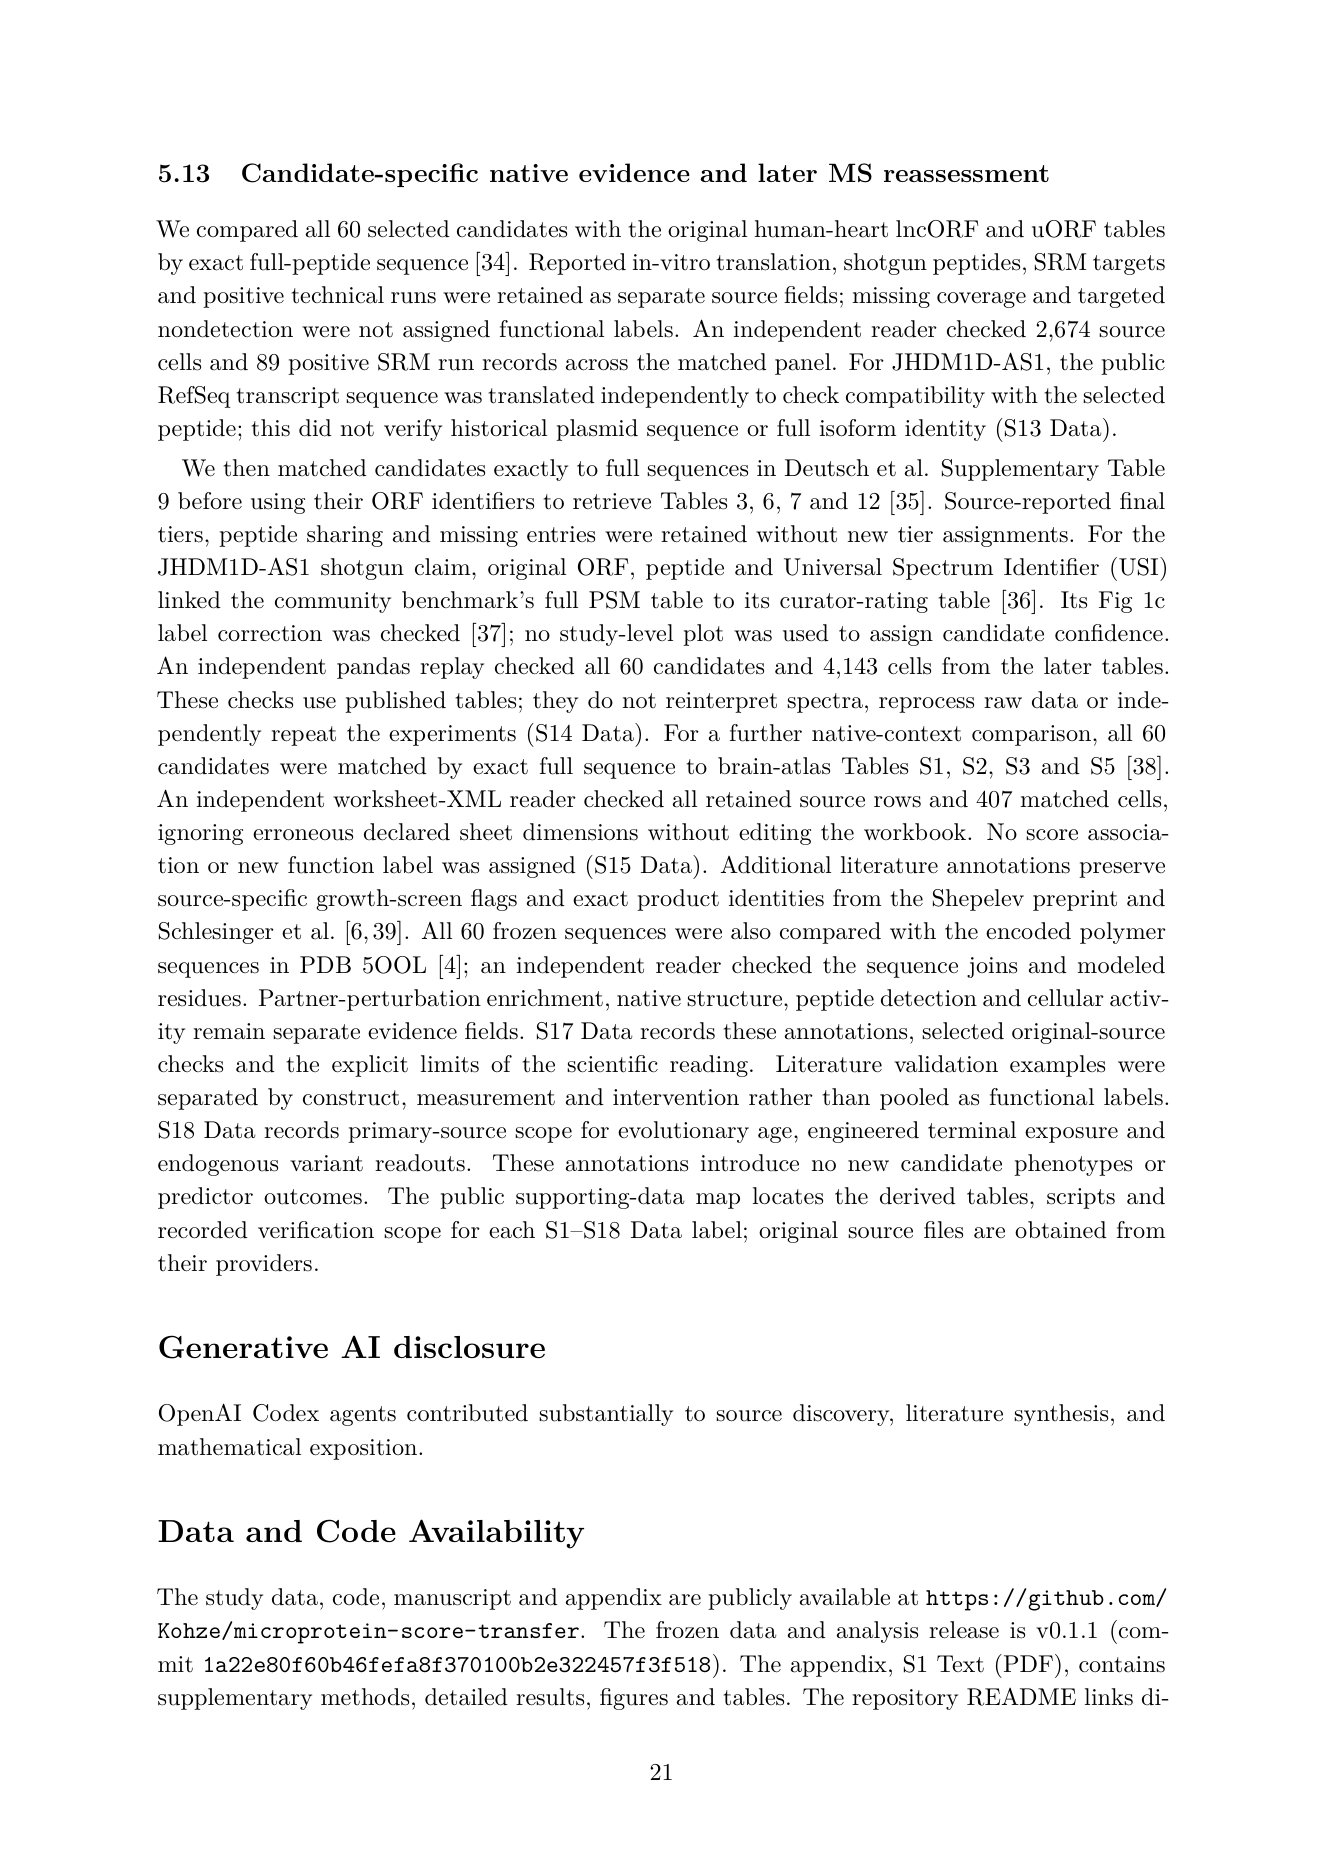 5.13 Candidate-specific native evidence and later MS reassessment
We compared all 60 selected candidates with the original human-heart lncORF and uORF tables
by exact full-peptide sequence [34]. Reported in-vitro translation, shotgun peptides, SRM targets
and positive technical runs were retained as separate source fields; missing coverage and targeted
nondetection were not assigned functional labels. An independent reader checked 2,674 source
cells and 89 positive SRM run records across the matched panel. For JHDM1D-AS1, the public
RefSeq transcript sequence was translated independently to check compatibility with the selected
peptide; this did not verify historical plasmid sequence or full isoform identity (S13 Data).
We then matched candidates exactly to full sequences in Deutsch et al. Supplementary Table
9 before using their ORF identifiers to retrieve Tables 3, 6, 7 and 12 [35]. Source-reported final
tiers, peptide sharing and missing entries were retained without new tier assignments. For the
JHDM1D-AS1 shotgun claim, original ORF, peptide and Universal Spectrum Identifier (USI)
linked the community benchmark's full PSM table to its curator-rating table [36]. Its Fig 1c
label correction was checked [37]; no study-level plot was used to assign candidate confidence.
An independent pandas replay checked all 60 candidates and 4,143 cells from the later tables.
These checks use published tables; they do not reinterpret spectra, reprocess raw data or inde-
pendently repeat the experiments (S14 Data). For a further native-context comparison, all 60
candidates were matched by exact full sequence to brain-atlas Tables S1, S2, S3 and S5 [38].
An independent worksheet-XML reader checked all retained source rows and 407 matched cells,
ignoring erroneous declared sheet dimensions without editing the workbook. No score associa-
tion or new function label was assigned (S15 Data). Additional literature annotations preserve
source-specific growth-screen flags and exact product identities from the Shepelev preprint and
Schlesinger et al. [6,39]. All 60 frozen sequences were also compared with the encoded polymer
sequences in PDB 5OOL [4]; an independent reader checked the sequence joins and modeled
residues. Partner-perturbation enrichment, native structure, peptide detection and cellular activ-
ity remain separate evidence fields. S17 Data records these annotations, selected original-source
checks and the explicit limits of the scientific reading. Literature validation examples were
separated by construct, measurement and intervention rather than pooled as functional labels.
S18 Data records primary-source scope for evolutionary age, engineered terminal exposure and
endogenous variant readouts. These annotations introduce no new candidate phenotypes or
predictor outcomes. The public supporting-data map locates the derived tables, scripts and
recorded verification scope for each S1–S18 Data label; original source files are obtained from
their providers.
Generative AI disclosure
OpenAI Codex agents contributed substantially to source discovery, literature synthesis, and
mathematical exposition.
Data and Code Availability
The study data, code, manuscript and appendix are publicly available at https://github.com/
Kohze/microprotein-score-transfer. The frozen data and analysis release is v0.1.1 (com-
mit 1a22e80f60b46fefa8f370100b2e322457f3f518). The appendix, S1 Text (PDF), contains
supplementary methods, detailed results, figures and tables. The repository README links di-
21